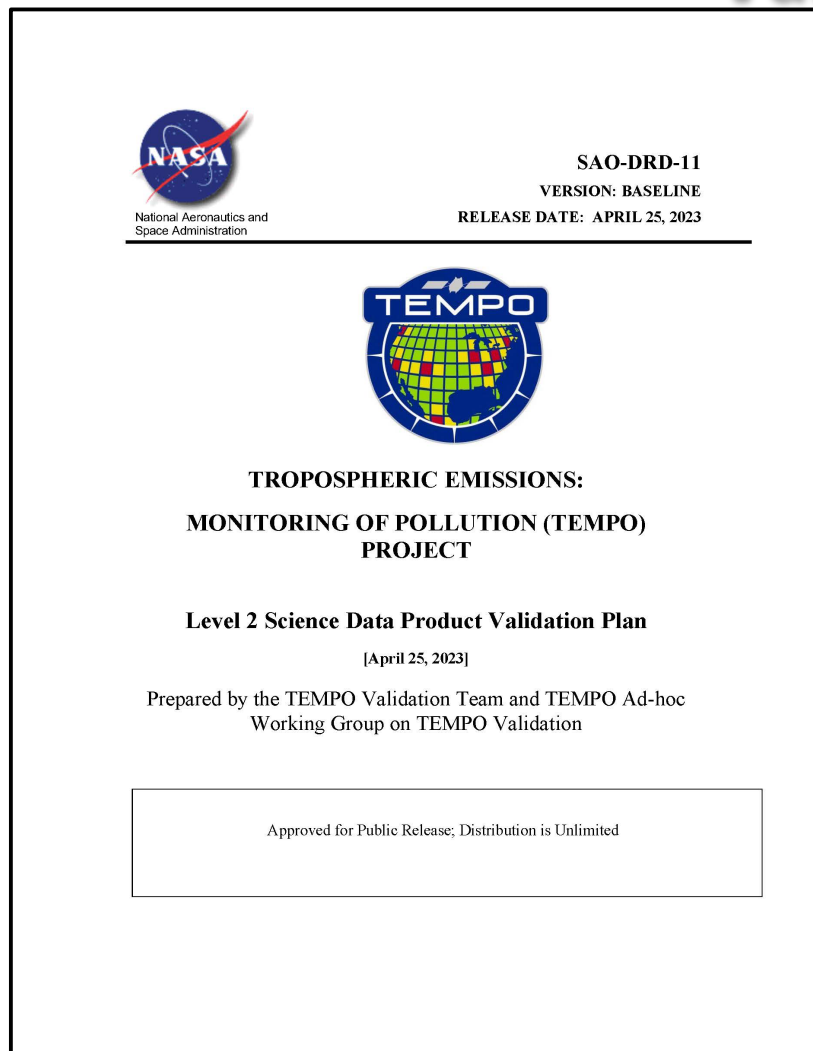 NASA
National Aeronautics and
Space Administration
SAO-DRD-11
VERSION: BASELINE
RELEASE DATE: APRIL 25, 2023
TEMPO
TROPOSPHERIC EMISSIONS:
MONITORING OF POLLUTION (TEMPO)
PROJECT
Level 2 Science Data Product Validation Plan
[April 25, 2023]
Prepared by the TEMPO Validation Team and TEMPO Ad-hoc
Working Group on TEMPO Validation
Approved for Public Release; Distribution is Unlimited